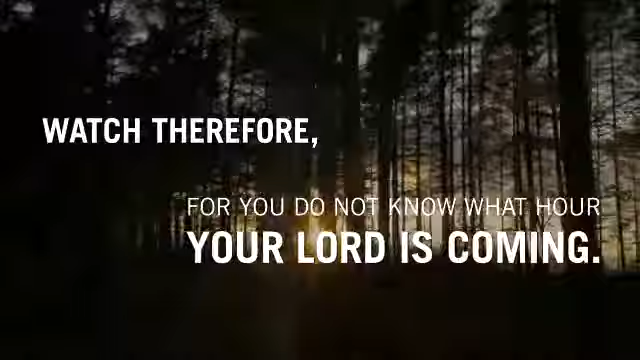 WATCH THEREFORE,
FOR YOU DO NOT KNOW WHAT HOUR
YOUR LORD IS COMING.